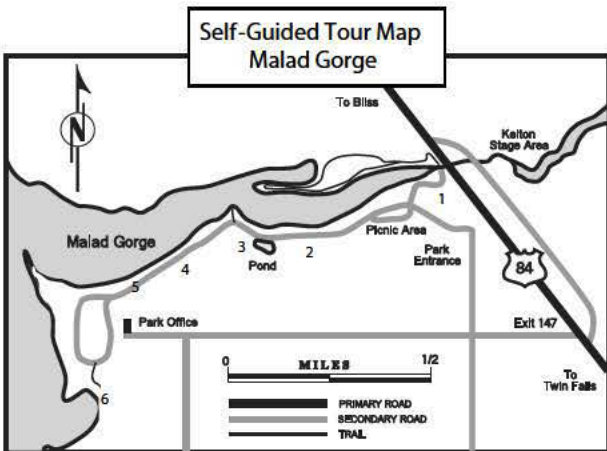 Self-Guided Tour Map
Malad Gorge
To Bliss
Kelton
Stage Area
N
1
Malad Gorge
Picnic Area
3
2
4
Pond
Park
Entrance
84
5
Park Office
Exit 147
0
MILES
1/2
To
Twin Falls
6
PRIMARY ROAD
SECONDARY ROAD
TRAIL